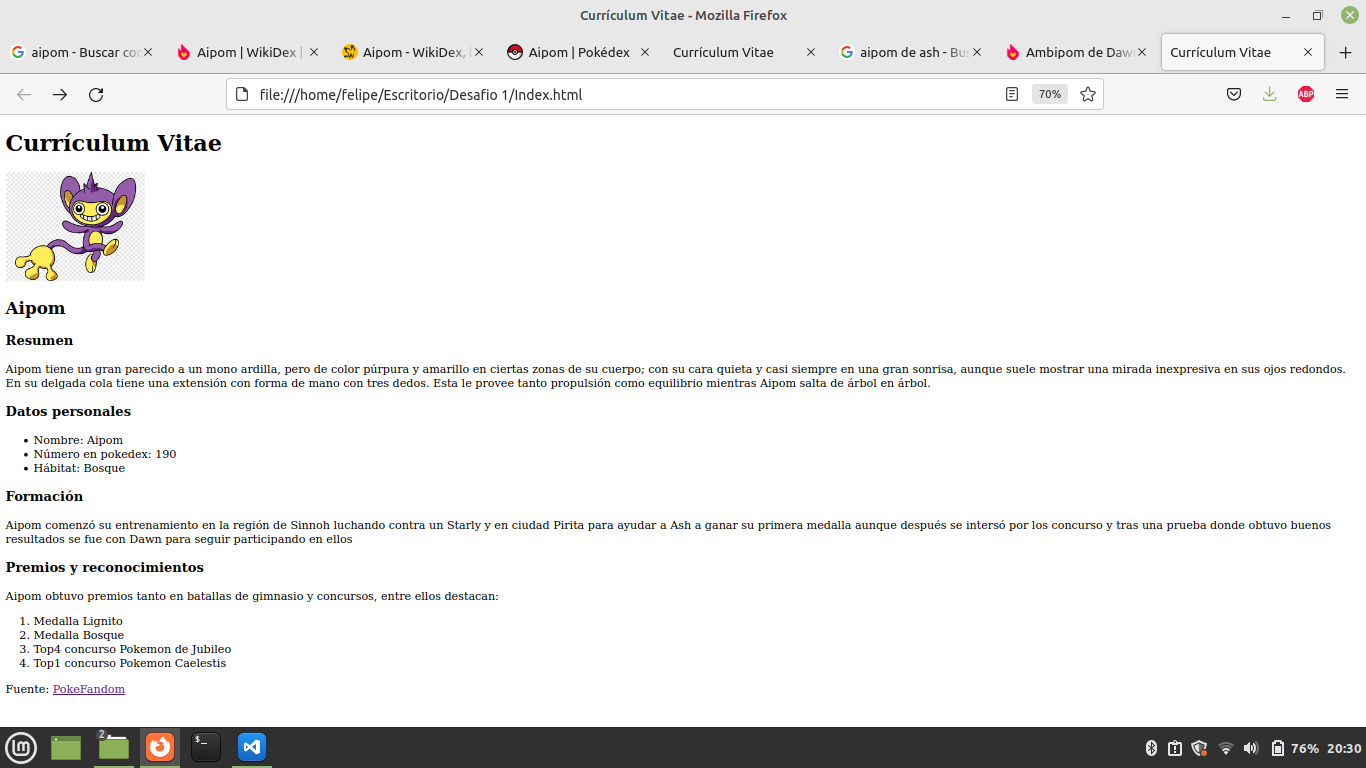 Currículum Vitae - Mozilla Firefox
aipom - Buscar con
Aipom | WikiDex |
Aipom - WikiDex, l
Aipom | Pokédex
Currículum Vitae
aipom de ash - Bus
Ambipom de Daw
Currículum Vitae
file:///home/felipe/Escritorio/Desafio 1/Index.html
70%
ABP
Currículum Vitae
Aipom
Resumen
Aipom tiene un gran parecido a un mono ardilla, pero de color púrpura y amarillo en ciertas zonas de su cuerpo; con su cara quieta y casi siempre en una gran sonrisa, aunque suele mostrar una mirada inexpresiva en sus ojos redondos.
En su delgada cola tiene una extensión con forma de mano con tres dedos. Esta le provee tanto propulsión como equilibrio mientras Aipom salta de árbol en árbol.
Datos personales
• Nombre: Aipom
• Número en pokedex: 190
• Hábitat: Bosque
Formación
Aipom comenzó su entrenamiento en la región de Sinnoh luchando contra un Starly y en ciudad Pirita para ayudar a Ash a ganar su primera medalla aunque después se intersó por los concurso y tras una prueba donde obtuvo buenos
resultados se fue con Dawn para seguir participando en ellos
Premios y reconocimientos
Aipom obtuvo premios tanto en batallas de gimnasio y concursos, entre ellos destacan:
1. Medalla Lignito
2. Medalla Bosque
3. Top4 concurso Pokemon de Jubileo
4. Top1 concurso Pokemon Caelestis
Fuente: PokeFandom
2
$_
76%
20:30